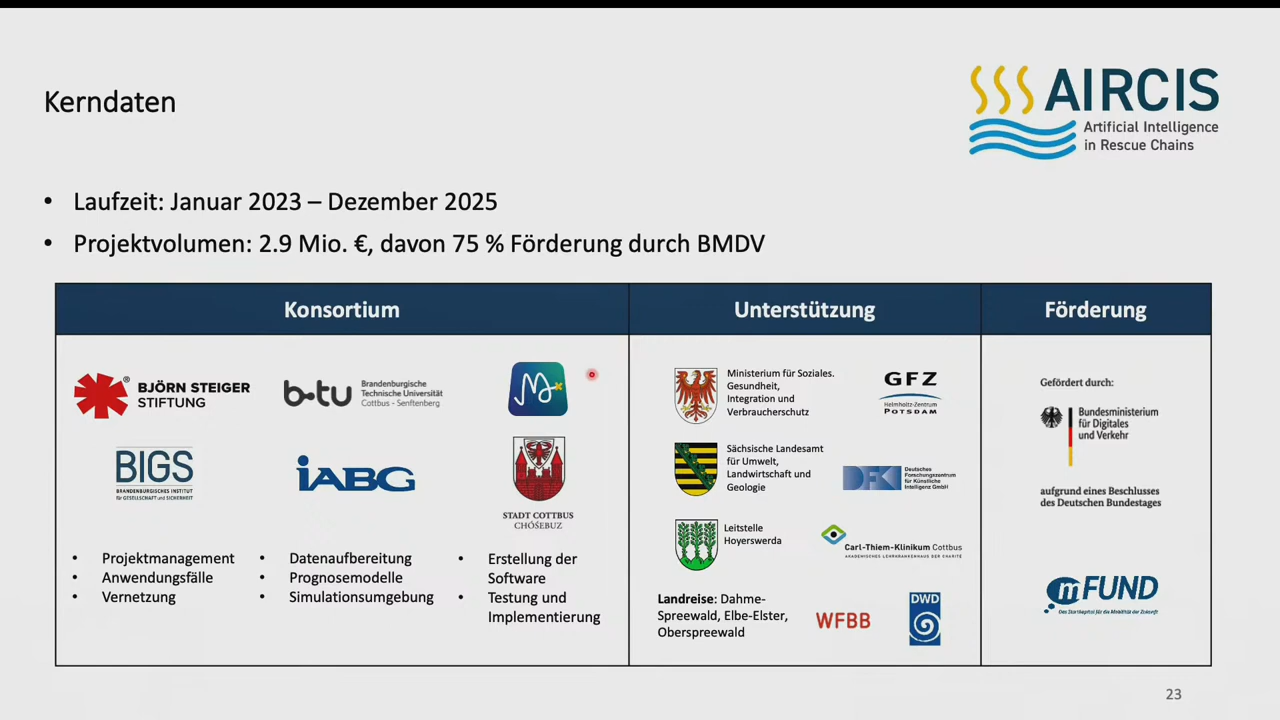 Kerndaten
AIRCIS
Artificial Intelligence
in Rescue Chains
• Laufzeit: Januar 2023 – Dezember 2025
• Projektvolumen: 2.9 Mio. €, davon 75 % Förderung durch BMDV
Konsortium
Unterstützung
Förderung
BJÖRN STEIGER
STIFTUNG
®
b-tu
Brandenburgische
Technische Universität
Cottbus - Senftenberg
BIGS
BRANDENBURGISCHES INSTITUT
für GESELLSCHAFT und SICHERHEIT
iABG
STADT COTTBUS
CHÓŚEBUZ
• Projektmanagement
• Anwendungsfälle
• Vernetzung
• Datenaufbereitung
• Prognosemodelle
• Simulationsumgebung
• Erstellung der
Software
• Testung und
Implementierung
Ministerium für Soziales.
Gesundheit,
Integration und
Verbraucherschutz
GFZ
Helmholtz-Zentrum
POTSDAM
Sächsische Landesamt
für Umwelt,
Landwirtschaft und
Geologie
DFKI
Deutsches
Forschungszentrum
für Künstliche
Intelligenz GmbH
Leitstelle
Hoyerswerda
Carl-Thiem-Klinikum Cottbus
AKADEMISCHES LEHRKRANKENHAUS DER CHARITÉ
Landreise: Dahme-
Spreewald, Elbe-Elster,
Oberspreewald
WFBB
DWD
Gefördert durch:
Bundesministerium
für Digitales
und Verkehr
aufgrund eines Beschlusses
des Deutschen Bundestages
mFUND
Das Startkapital für die Mobilität der Zukunft
23